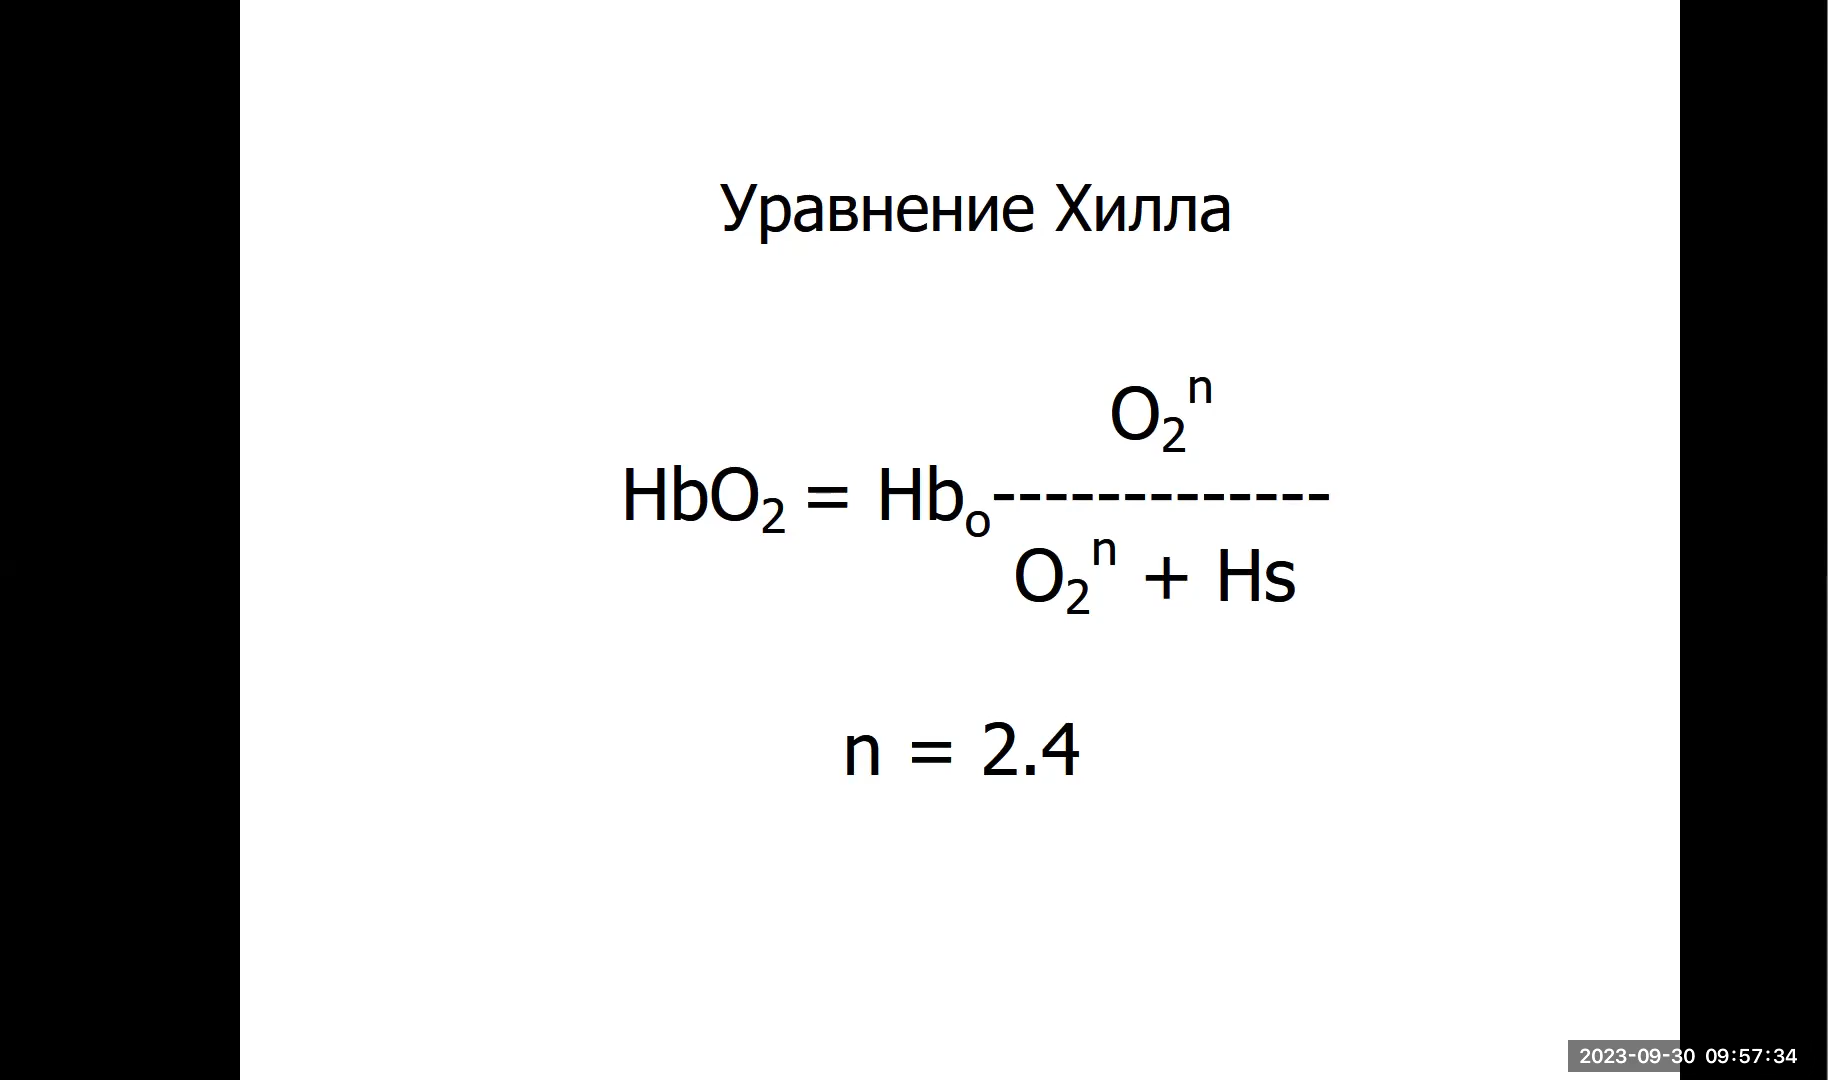 Уравнение Хилла
O₂ⁿ
HbO₂ = Hbₒ-------------
O₂ⁿ + Hs
n = 2.4
2023-09-30 09:57:34